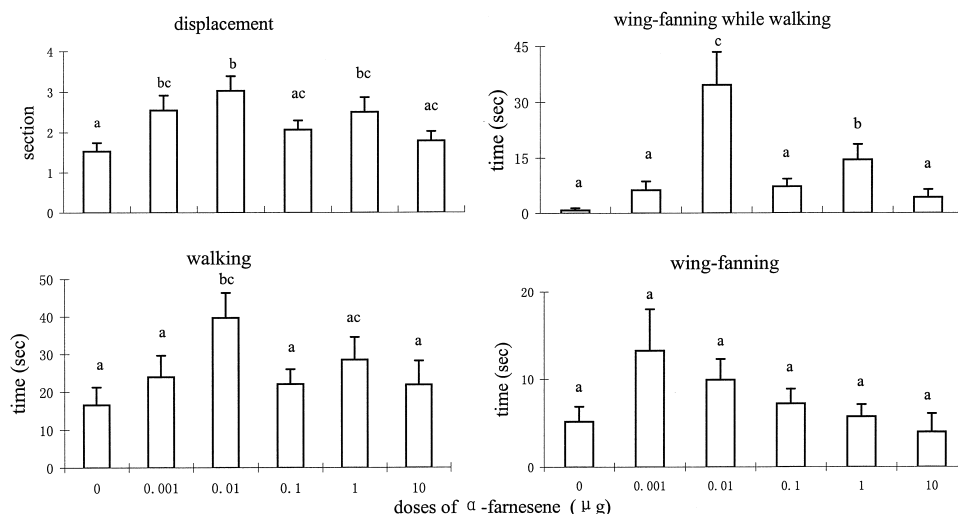 displacement
4
3
2
1
0
section
a
bc
b
ac
bc
ac
wing-fanning while walking
45
30
15
0
time (sec)
a
a
c
a
b
a
walking
50
40
30
20
10
0
time (sec)
a
a
bc
a
ac
a
0 0.001 0.01 0.1 1 10
wing-fanning
20
10
0
time (sec)
a
a
a
a
a
a
0 0.001 0.01 0.1 1 10
doses of α-farnesene (μg)